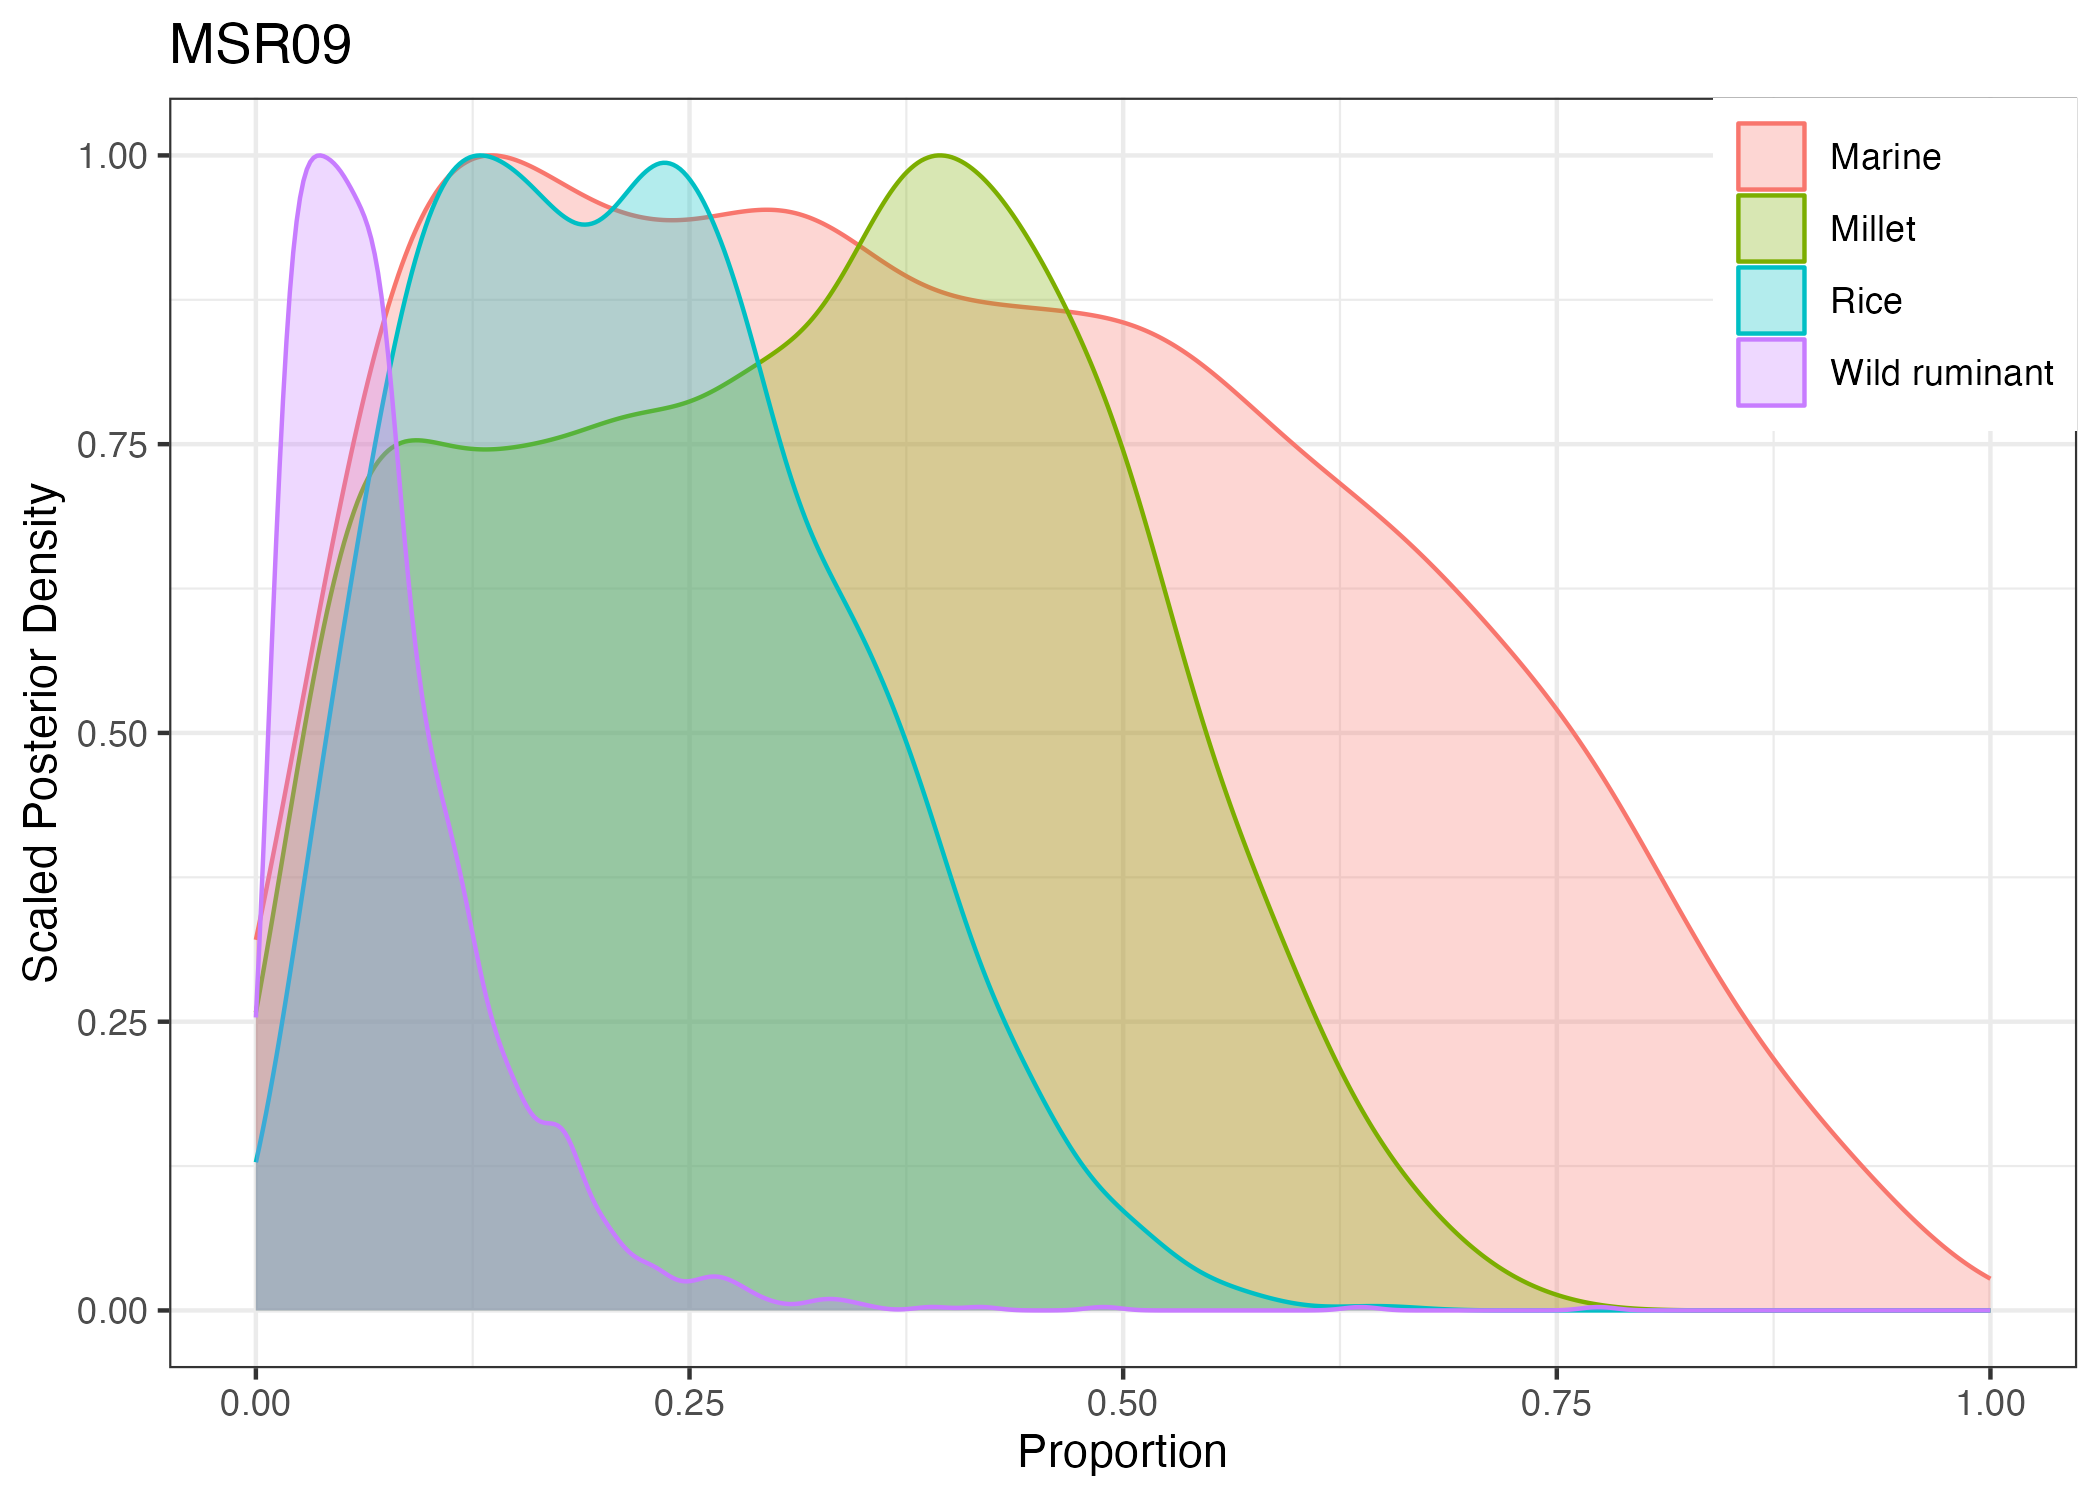 MSR09
Marine
Millet
Rice
Wild ruminant
Scaled Posterior Density
1.00
0.75
0.50
0.25
0.00
0.00 0.25 0.50 0.75 1.00
Proportion